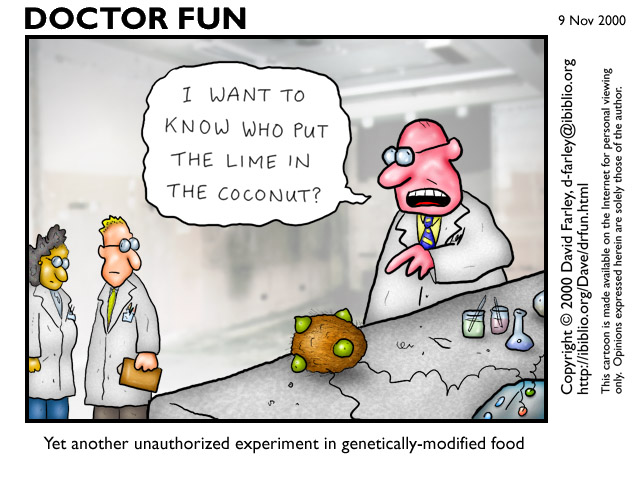 DOCTOR FUN
9 Nov 2000
I WANT TO
KNOW WHO PUT
THE LIME IN
THE COCONUT?
Copyright © 2000 David Farley, d-farley@ibiblio.org
http://ibiblio.org/Dave/drfun.html
This cartoon is made available on the Internet for personal viewing
only. Opinions expressed herein are solely those of the author.
Yet another unauthorized experiment in genetically-modified food